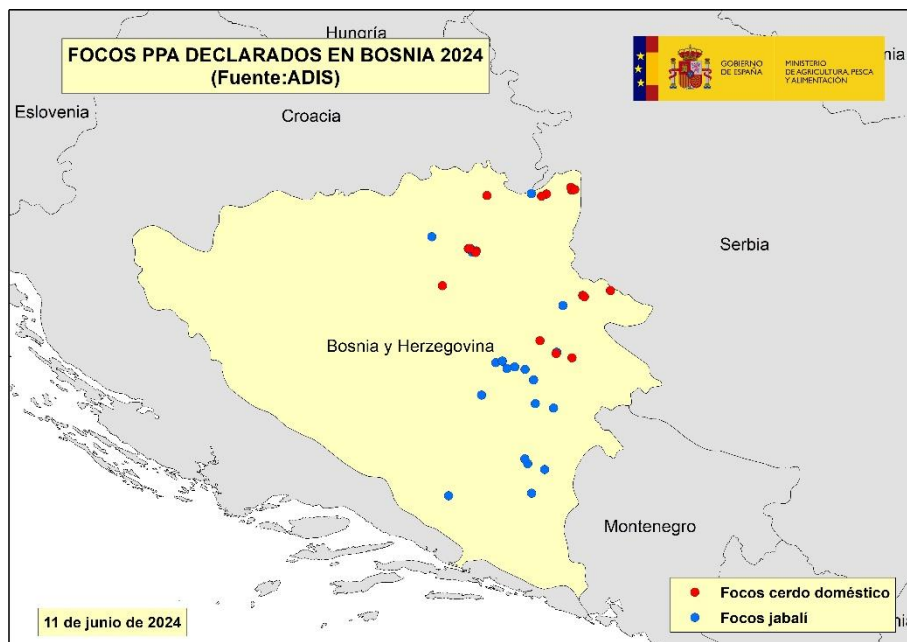 Hungría
FOCOS PPA DECLARADOS EN BOSNIA 2024
(Fuente:ADIS)
GOBIERNO
DE ESPAÑA
MINISTERIO
DE AGRICULTURA, PESCA
Y ALIMENTACIÓN
Eslovenia
Croacia
Serbia
Bosnia y Herzegovina
Montenegro
Focos cerdo doméstico
Focos jabalí
11 de junio de 2024